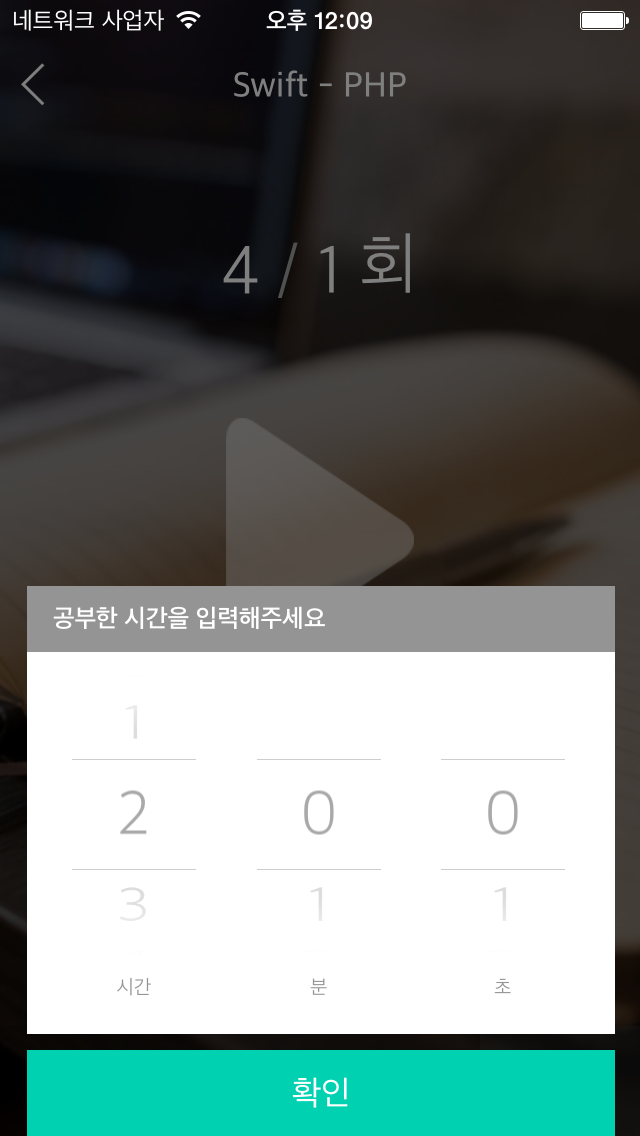 네트워크 사업자 오후 12:09
Swift - PHP
4 / 1 회
공부한 시간을 입력해주세요
1
2 0 0
3 1 1
시간 분 초
확인